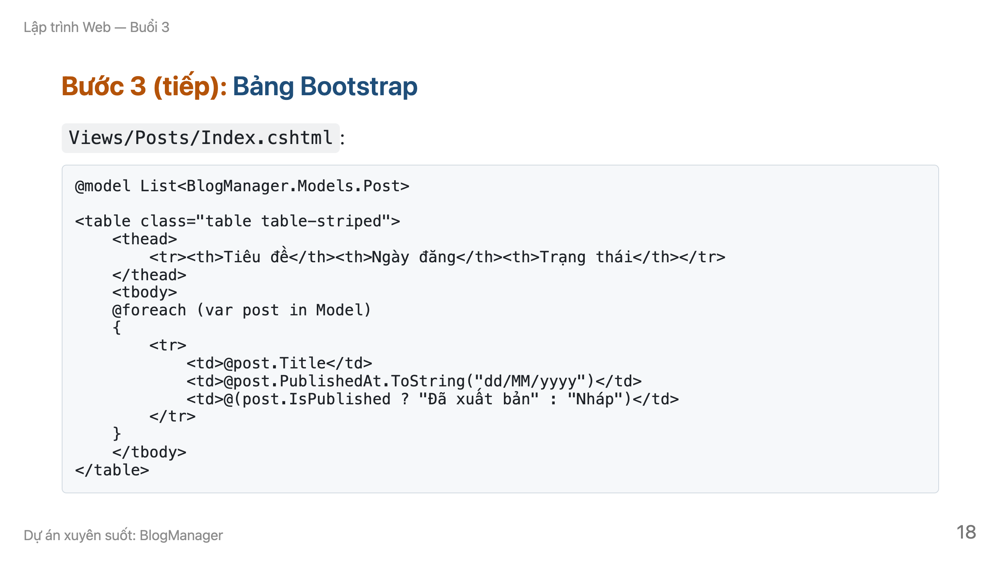 Lập trình Web — Buổi 3
Bước 3 (tiếp): Bảng Bootstrap
Views/Posts/Index.cshtml:
@model List<BlogManager.Models.Post>

<table class="table table-striped">
    <thead>
        <tr><th>Tiêu đề</th><th>Ngày đăng</th><th>Trạng thái</th></tr>
    </thead>
    <tbody>
    @foreach (var post in Model)
    {
        <tr>
            <td>@post.Title</td>
            <td>@post.PublishedAt.ToString("dd/MM/yyyy")</td>
            <td>@(post.IsPublished ? "Đã xuất bản" : "Nháp")</td>
        </tr>
    }
    </tbody>
</table>
Dự án xuyên suốt: BlogManager
18